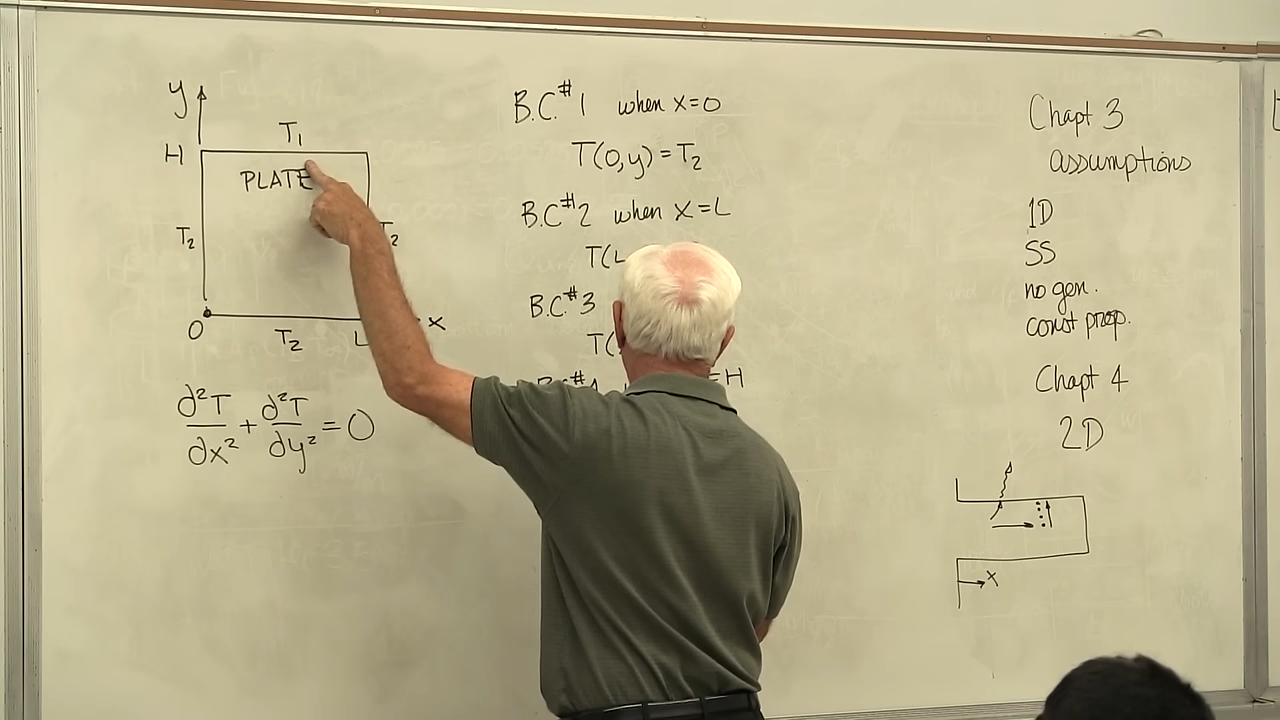 y
T₁
H
PLATE
T₂
T₂
O
T₂
L
x
∂²T/∂x² + ∂²T/∂y² = 0
B.C.#1 when x=0
T(0,y) = T₂
B.C#2 when x=L
T(L
B.C.#3
T(
B.C#4
=H
Chapt 3
assumptions
1D
SS
no gen.
const prop.
Chapt 4
2D
x